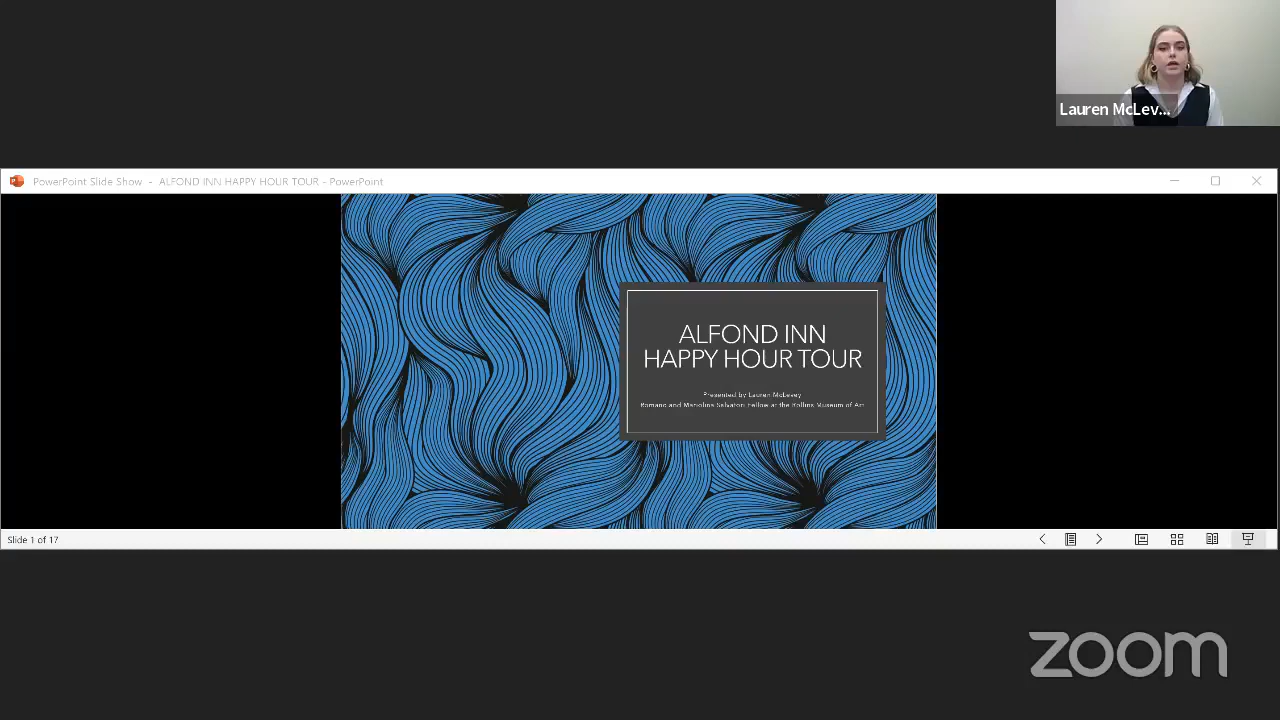 Lauren McLev...
PowerPoint Slide Show - ALFOND INN HAPPY HOUR TOUR - PowerPoint
ALFOND INN
HAPPY HOUR TOUR
Presented by Lauren McLevey
Romano and Mariolina Salvatori Fellow at the Rollins Museum of Art
Slide 1 of 17
zoom